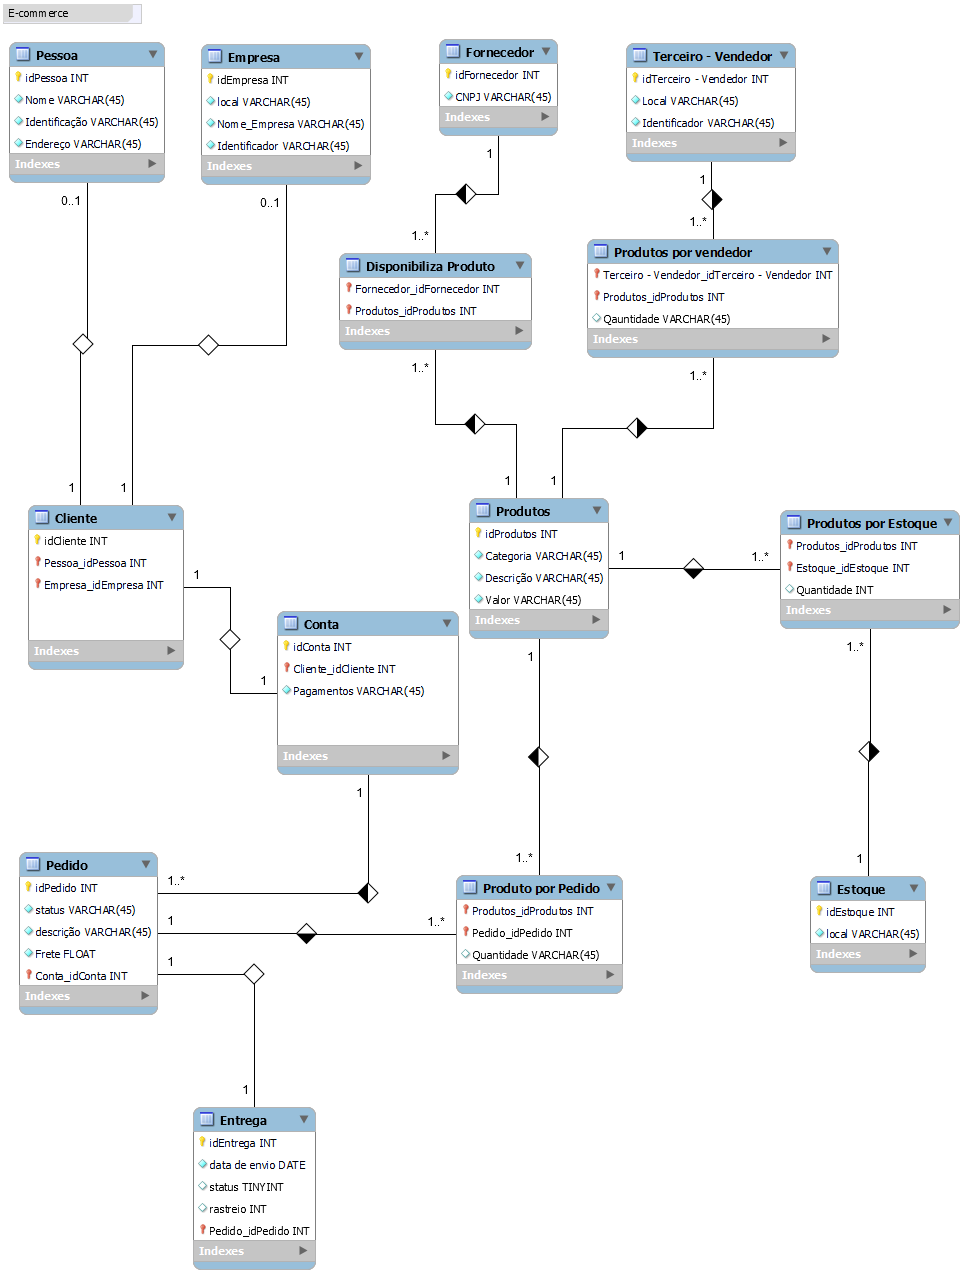 E-commerce
Pessoa
idPessoa INT
Nome VARCHAR(45)
Identificação VARCHAR(45)
Endereço VARCHAR(45)
Indexes
Empresa
idEmpresa INT
local VARCHAR(45)
Nome_Empresa VARCHAR(45)
Identificador VARCHAR(45)
Indexes
Fornecedor
idFornecedor INT
CNPJ VARCHAR(45)
Indexes
Terceiro - Vendedor
idTerceiro - Vendedor INT
Local VARCHAR(45)
Identificador VARCHAR(45)
Indexes
0..1
0..1
1
1
1..*
1..*
Disponibiliza Produto
Fornecedor_idFornecedor INT
Produtos_idProdutos INT
Indexes
Produtos por vendedor
Terceiro - Vendedor_idTerceiro - Vendedor INT
Produtos_idProdutos INT
Qauntidade VARCHAR(45)
Indexes
1..*
1..*
1
1
1
1
Cliente
idCliente INT
Pessoa_idPessoa INT
Empresa_idEmpresa INT
Indexes
Produtos
idProdutos INT
Categoria VARCHAR(45)
Descrição VARCHAR(45)
Valor VARCHAR(45)
Indexes
Produtos por Estoque
Produtos_idProdutos INT
Estoque_idEstoque INT
Quantidade INT
Indexes
1
1..*
1
1
Conta
idConta INT
Cliente_idCliente INT
Pagamentos VARCHAR(45)
Indexes
1
1..*
1
1..*
1
Pedido
idPedido INT
status VARCHAR(45)
descrição VARCHAR(45)
Frete FLOAT
Conta_idConta INT
Indexes
1..*
1
1..*
1
Produto por Pedido
Produtos_idProdutos INT
Pedido_idPedido INT
Quantidade VARCHAR(45)
Indexes
Estoque
idEstoque INT
local VARCHAR(45)
Indexes
1
Entrega
idEntrega INT
data de envio DATE
status TINYINT
rastreio INT
Pedido_idPedido INT
Indexes